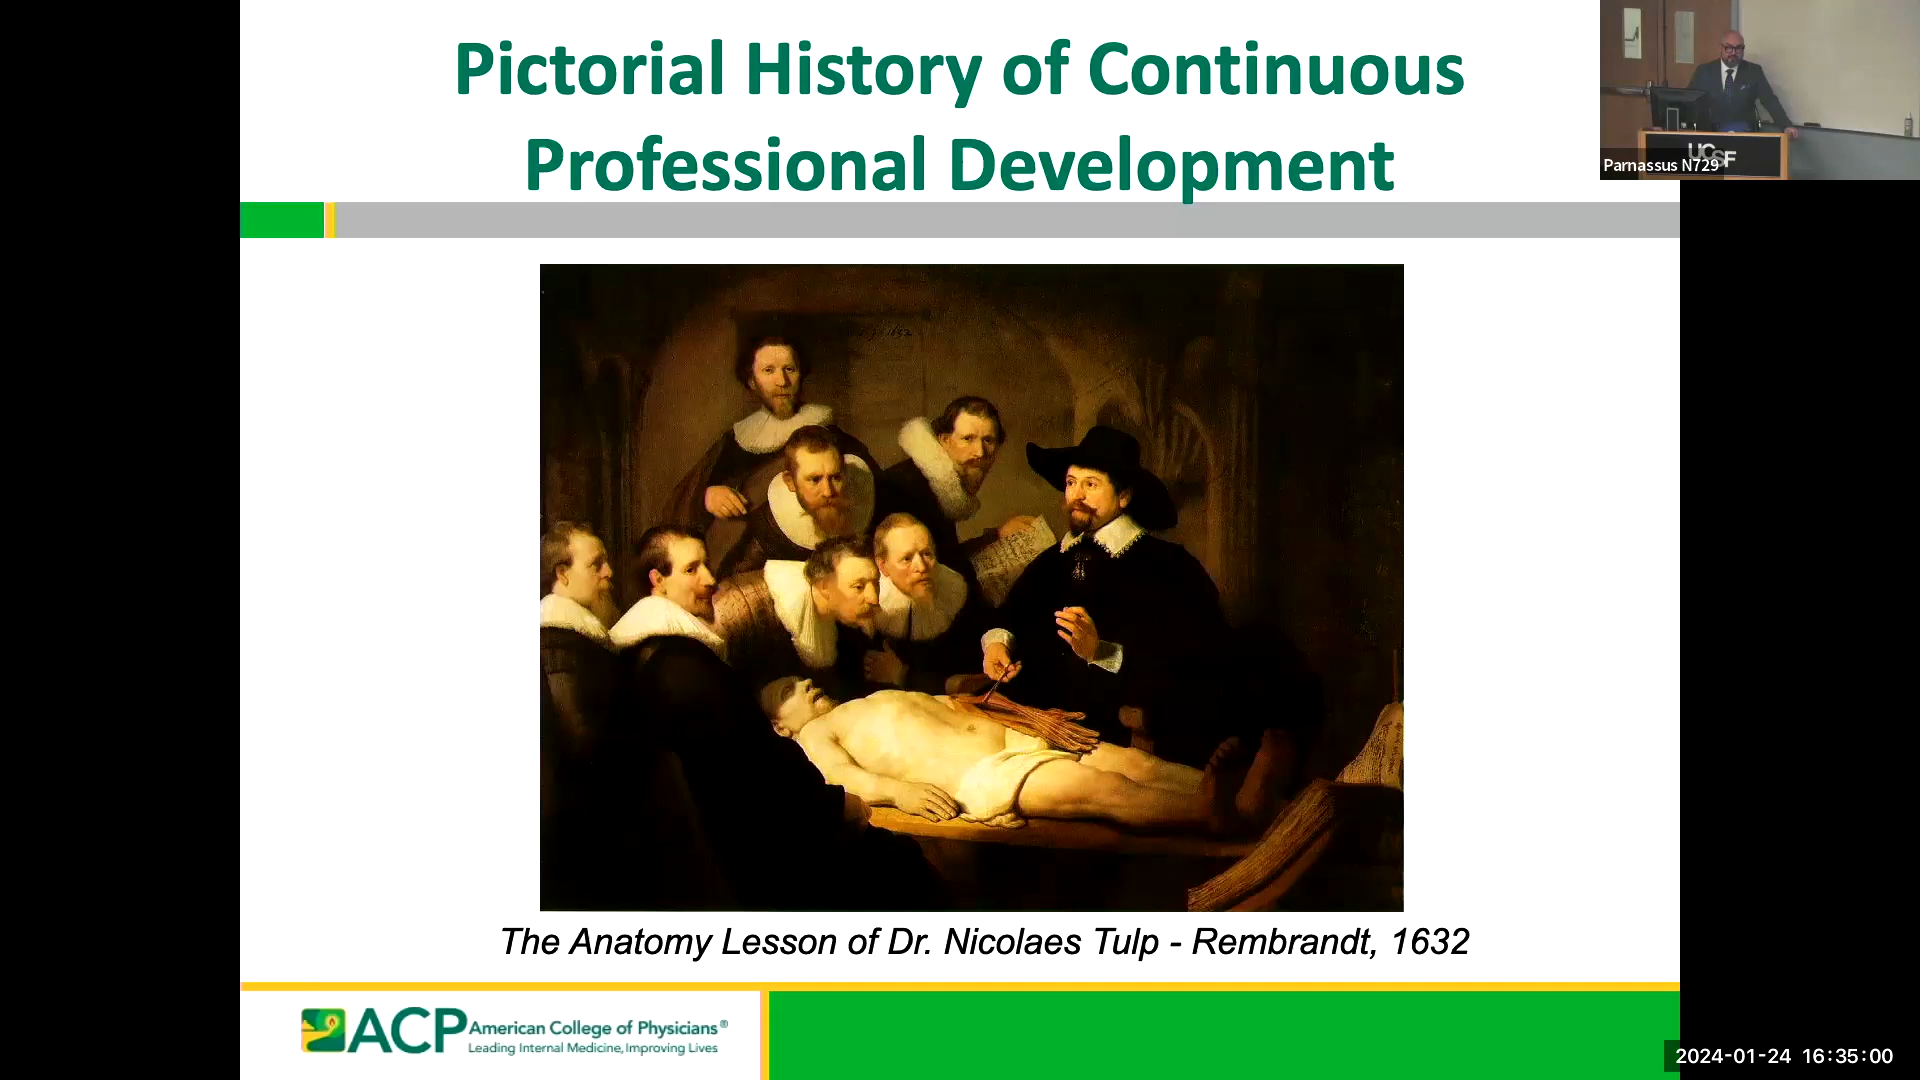 Pictorial History of Continuous
Professional Development
UCSF
Parnassus N729
The Anatomy Lesson of Dr. Nicolaes Tulp - Rembrandt, 1632
ACP American College of Physicians®
Leading Internal Medicine, Improving Lives
2024-01-24 16:35:00